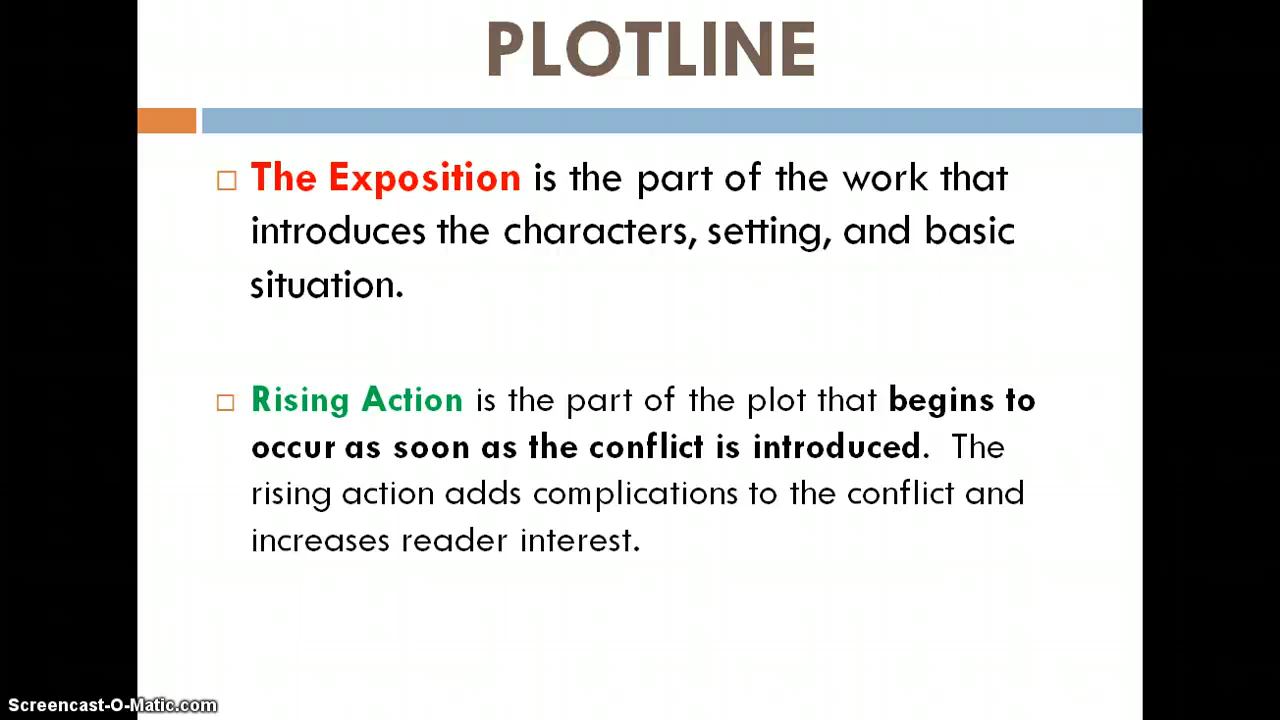 PLOTLINE
The Exposition is the part of the work that
introduces the characters, setting, and basic
situation.
Rising Action is the part of the plot that begins to
occur as soon as the conflict is introduced. The
rising action adds complications to the conflict and
increases reader interest.
Screencast-O-Matic.com